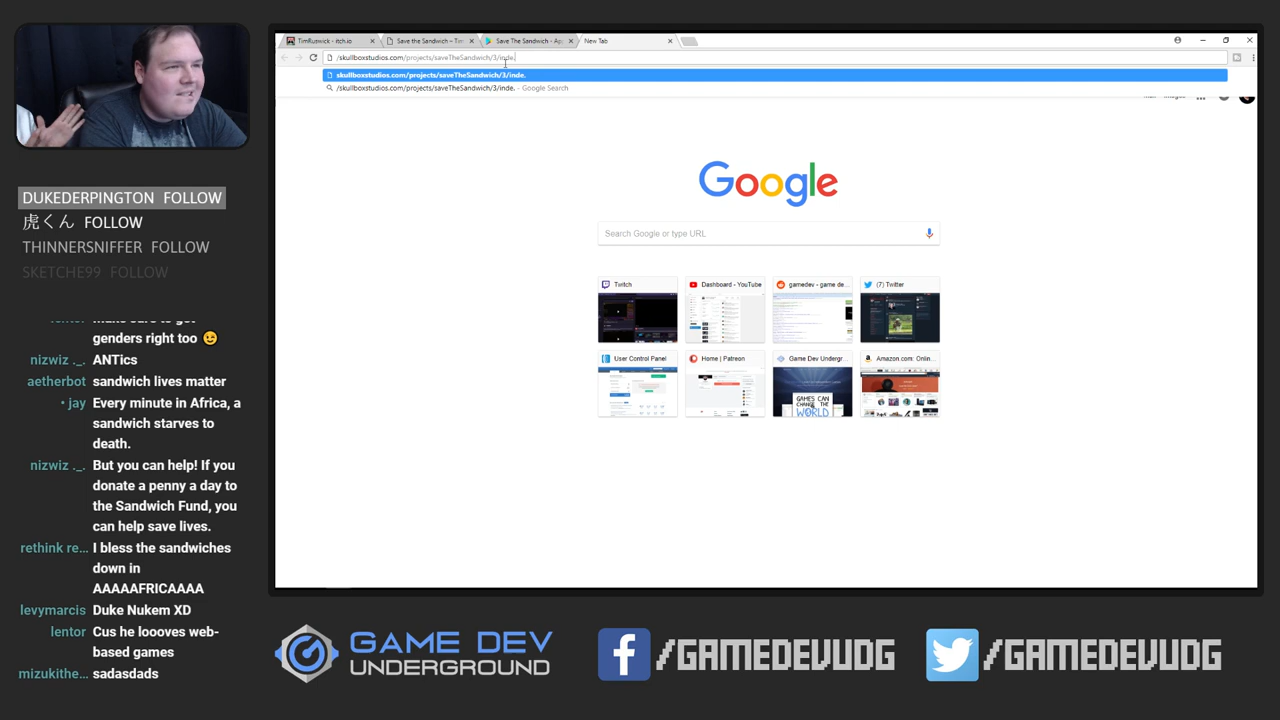 TimRuswick - itch.io
Save the Sandwich – Tim
Save The Sandwich - Ap
New Tab
/skullboxstudios.com/projects/saveTheSandwich/3/inde.
/skullboxstudios.com/projects/saveTheSandwich/3/inde.
/skullboxstudios.com/projects/saveTheSandwich/3/inde. - Google Search
Google
Search Google or type URL
Twitch
Dashboard - YouTube
gamedev - game de...
(7) Twitter
User Control Panel
Home | Patreon
Game Dev Undergr...
Amazon.com: Onlin...
GAMES CAN
CHANGE THE
WORLD
DUKEDERPINGTON FOLLOW
虎くん FOLLOW
THINNERSNIFFER FOLLOW
SKETCHE99 FOLLOW
genders right too
nizwiz ._. ANTics
aetherbot sandwich lives matter
• jay Every minute in Africa, a
sandwich starves to
death.
nizwiz ._. But you can help! If you
donate a penny a day to
the Sandwich Fund, you
can help save lives.
rethink re... I bless the sandwiches
down in
AAAAAFRICAAAA
levymarcis Duke Nukem XD
lentor Cus he loooves web-
based games
mizukithe... sadasdads
GAME DEV
UNDERGROUND
/GAMEDEVUDG
/GAMEDEVUDG